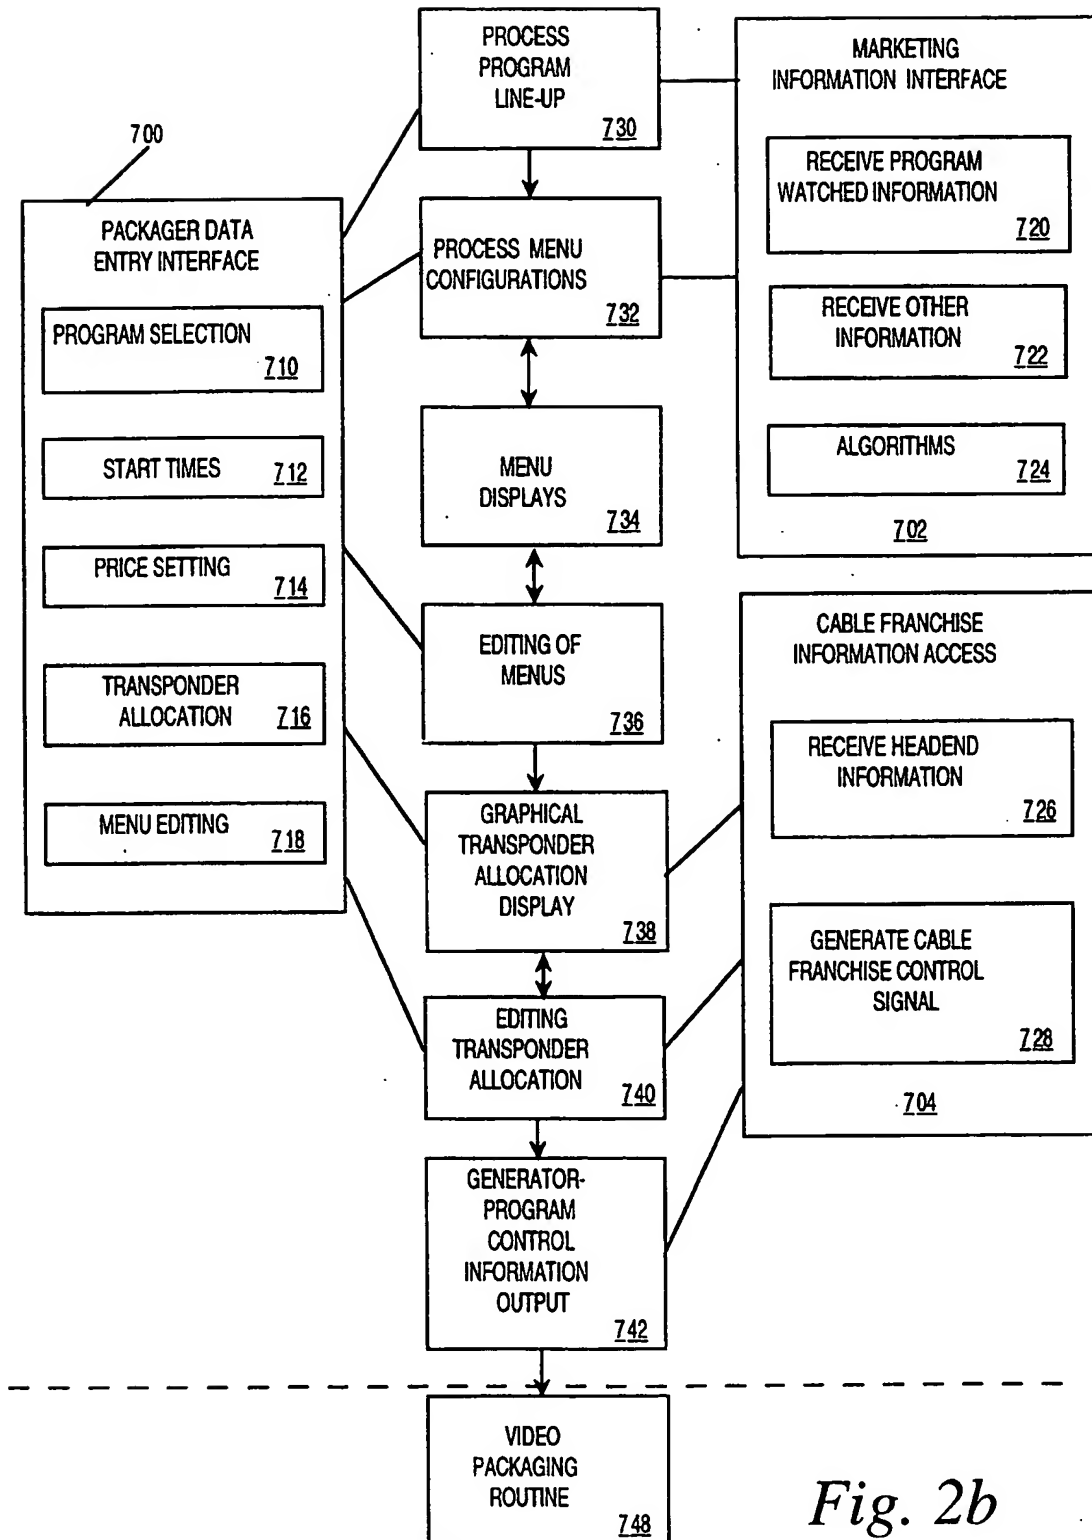 PROCESS
PROGRAM
LINE-UP
730
MARKETING
INFORMATION INTERFACE
RECEIVE PROGRAM
WATCHED INFORMATION
720
RECEIVE OTHER
INFORMATION
722
ALGORITHMS
724
702
700
PACKAGER DATA
ENTRY INTERFACE
PROGRAM SELECTION
710
START TIMES
712
PRICE SETTING
714
TRANSPONDER
ALLOCATION
716
MENU EDITING
718
PROCESS MENU
CONFIGURATIONS
732
MENU
DISPLAYS
734
EDITING OF
MENUS
736
GRAPHICAL
TRANSPONDER
ALLOCATION
DISPLAY
738
EDITING
TRANSPONDER
ALLOCATION
740
GENERATOR-
PROGRAM
CONTROL
INFORMATION
OUTPUT
742
CABLE FRANCHISE
INFORMATION ACCESS
RECEIVE HEADEND
INFORMATION
726
GENERATE CABLE
FRANCHISE CONTROL
SIGNAL
728
704
VIDEO
PACKAGING
ROUTINE
748
Fig. 2b